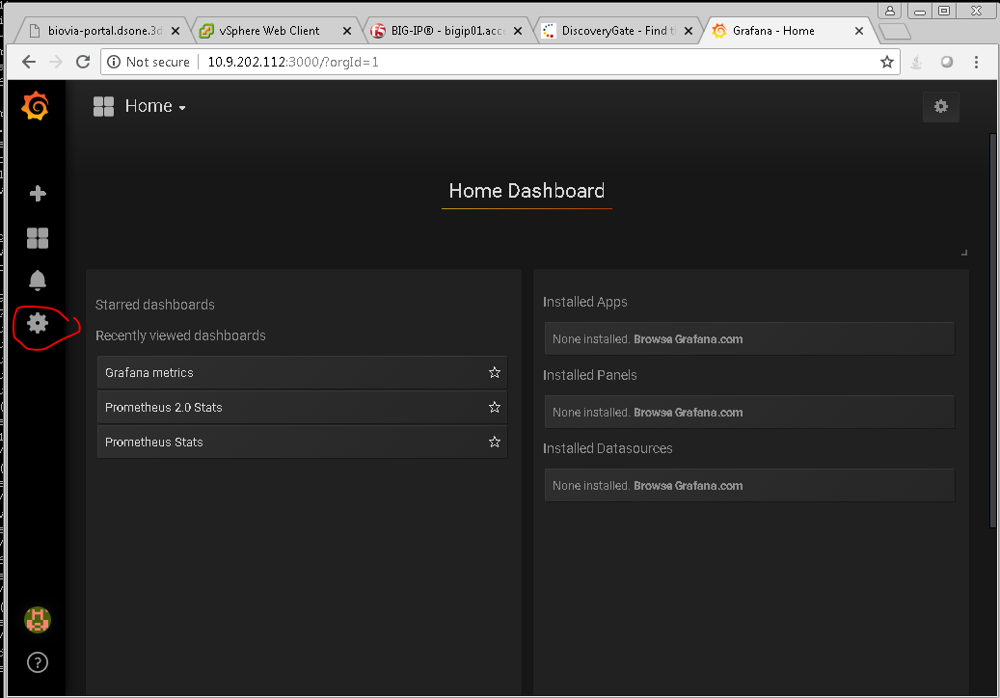 biovia-portal.dsone.3d
vSphere Web Client
BIG-IP® - bigip01.acce
DiscoveryGate - Find t
Grafana - Home
Not secure
10.9.202.112:3000/?orgId=1
Home
Home Dashboard
Starred dashboards
Recently viewed dashboards
Grafana metrics
Prometheus 2.0 Stats
Prometheus Stats
Installed Apps
None installed. Browse Grafana.com
Installed Panels
None installed. Browse Grafana.com
Installed Datasources
None installed. Browse Grafana.com